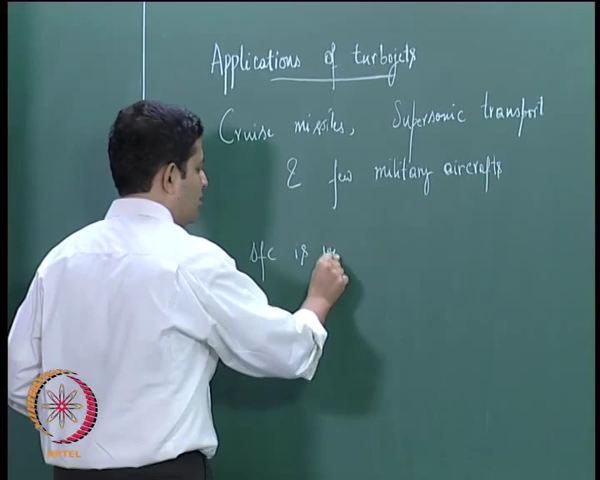 Applications of turbojets
Cruise missiles, Supersonic transport
& few military aircrafts
sfc is
NPTEL